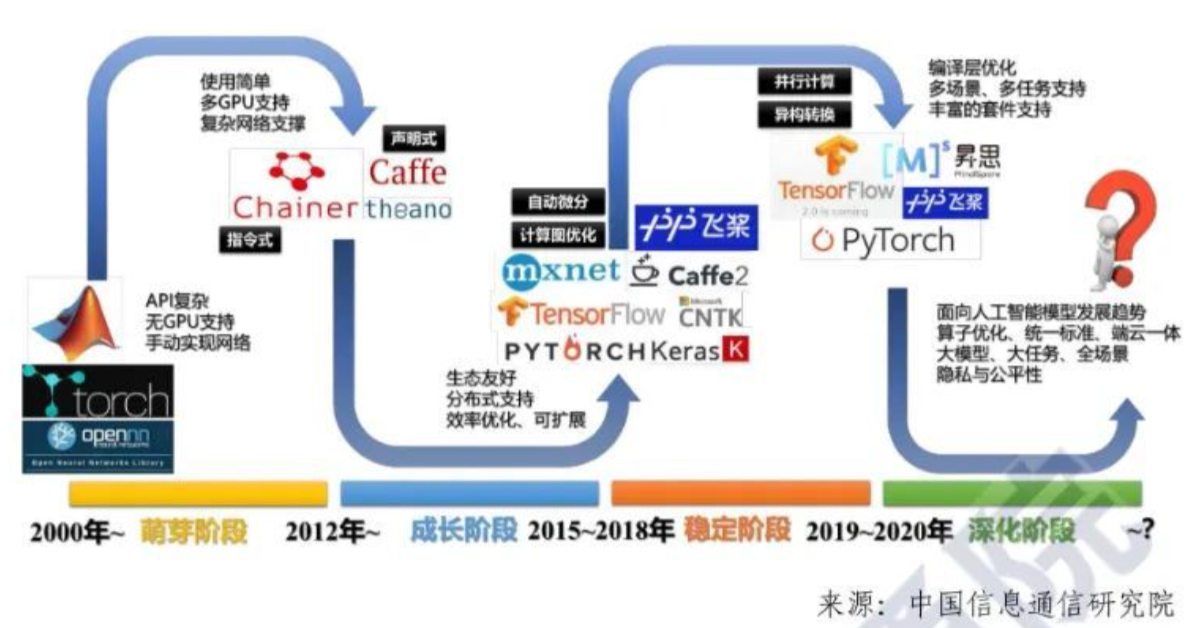 使用简单
多GPU支持
复杂网络支撑
声明式
Chainer
Caffe
theano
指令式
API复杂
无GPU支持
手动实现网络
torch
openn
Open Neural Networks Library
自动微分
计算图优化
飞桨
mxnet
Caffe2
TensorFlow
Microsoft
CNTK
PYTORCH
Keras K
生态友好
分布式支持
效率优化、可扩展
并行计算
异构转换
编译层优化
多场景、多任务支持
丰富的套件支持
TensorFlow
2.0 is coming
[M]s 昇思
MindSpore
飞桨
PyTorch
?
面向人工智能模型发展趋势
算子优化、统一标准、端云一体
大模型、大任务、全场景
隐私与公平性
2000年~ 萌芽阶段 2012年~ 成长阶段 2015~2018年 稳定阶段 2019~2020年 深化阶段 ~?
来源：中国信息通信研究院